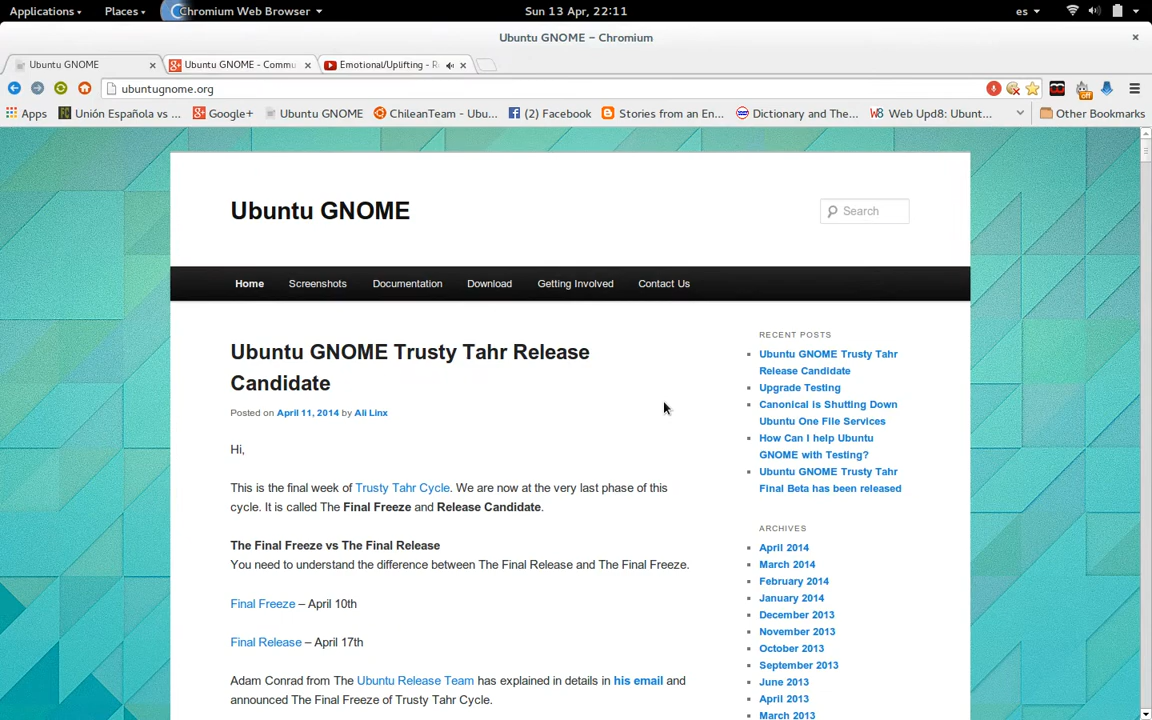 Applications Places Chromium Web Browser Sun 13 Apr, 22:11 es
Ubuntu GNOME – Chromium
Ubuntu GNOME Ubuntu GNOME - Commu Emotional/Uplifting - R
ubuntugnome.org
Apps Unión Española vs ... Google+ Ubuntu GNOME ChileanTeam - Ubu... (2) Facebook Stories from an En... Dictionary and The... W8 Web Upd8: Ubunt... Other Bookmarks
Ubuntu GNOME
Search
Home Screenshots Documentation Download Getting Involved Contact Us
Ubuntu GNOME Trusty Tahr Release
Candidate
Posted on April 11, 2014 by Ali Linx
Hi,
This is the final week of Trusty Tahr Cycle. We are now at the very last phase of this
cycle. It is called The Final Freeze and Release Candidate.
The Final Freeze vs The Final Release
You need to understand the difference between The Final Release and The Final Freeze.
Final Freeze – April 10th
Final Release – April 17th
Adam Conrad from The Ubuntu Release Team has explained in details in his email and
announced The Final Freeze of Trusty Tahr Cycle.
RECENT POSTS
Ubuntu GNOME Trusty Tahr
Release Candidate
Upgrade Testing
Canonical is Shutting Down
Ubuntu One File Services
How Can I help Ubuntu
GNOME with Testing?
Ubuntu GNOME Trusty Tahr
Final Beta has been released
ARCHIVES
April 2014
March 2014
February 2014
January 2014
December 2013
November 2013
October 2013
September 2013
June 2013
April 2013
March 2013